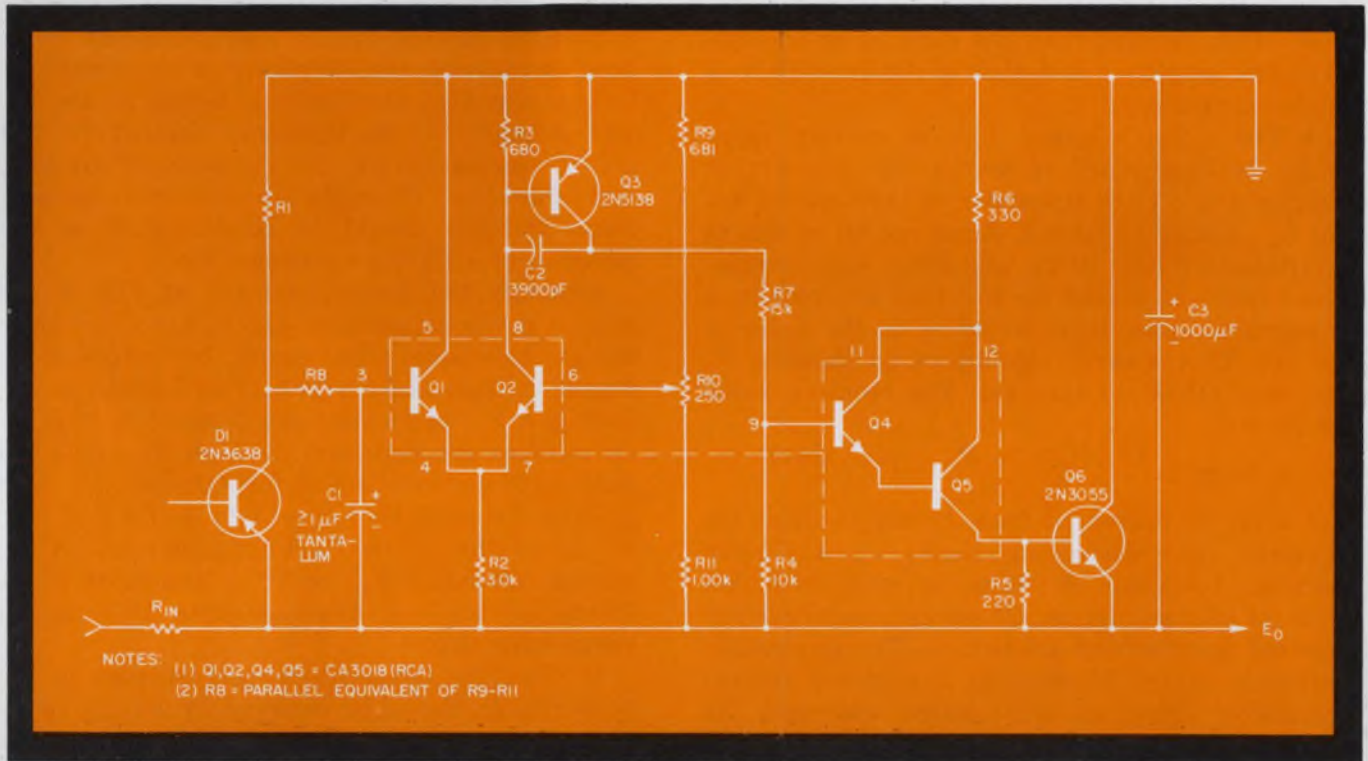 R1
R3
680
Q3
2N5138
R9
681
R6
330
C2
3900pF
R7
15k
C3
+
1000μF
-
5
8
11
12
R8
3
Q1
Q2
6
R10
250
9
Q4
D1
2N3638
4
7
Q5
Q6
2N3055
C1
+
≥1μF
-
TANTA-
LUM
R2
3.0k
R11
1.00k
R4
10k
R5
220
RIN
E0
NOTES:
(1) Q1,Q2,Q4,Q5 = CA3018(RCA)
(2) R8 = PARALLEL EQUIVALENT OF R9-R11